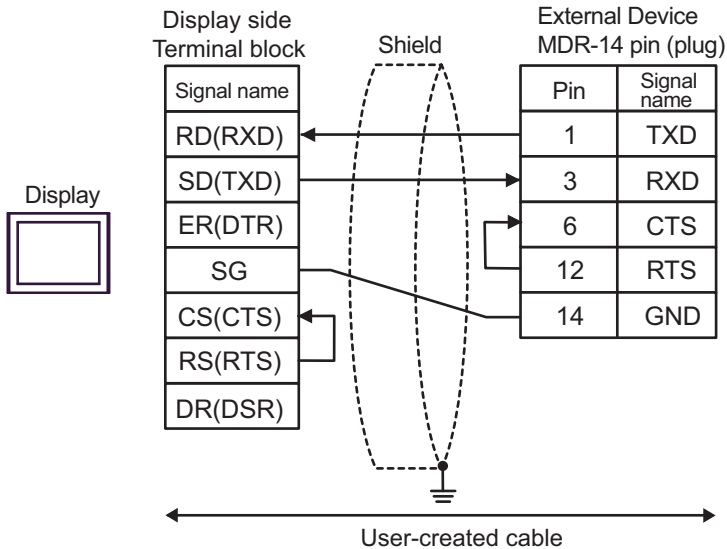 Display side
Terminal block
Shield
External Device
MDR-14 pin (plug)
Signal name
RD(RXD)
SD(TXD)
ER(DTR)
SG
CS(CTS)
RS(RTS)
DR(DSR)
Display
Pin
Signal
name
1
TXD
3
RXD
6
CTS
12
RTS
14
GND
User-created cable